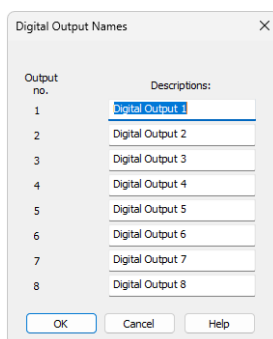 Digital Output Names
Output no. Descriptions:
1 Digital Output 1
2 Digital Output 2
3 Digital Output 3
4 Digital Output 4
5 Digital Output 5
6 Digital Output 6
7 Digital Output 7
8 Digital Output 8
OK Cancel Help